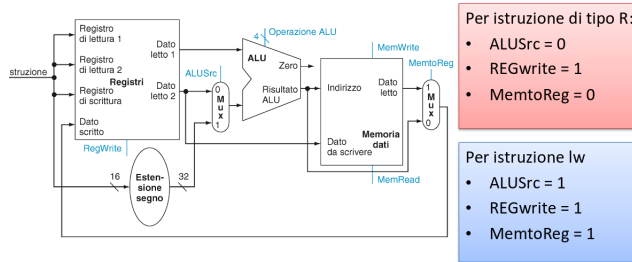 struzione
Registro
di lettura 1
Registro
di lettura 2
Registri
Registro
di scrittura
Dato
scritto
Dato
letto 1
Dato
letto 2
RegWrite
16
Esten-
sione
segno
32
ALUSrc
0
M
u
x
1
4
Operazione ALU
ALU
Zero
Risultato
ALU
MemWrite
Indirizzo
Dato
letto
Dato
da scrivere
Memoria
dati
MemRead
MemtoReg
1
M
u
x
0
Per istruzione di tipo R:
• ALUSrc = 0
• REGwrite = 1
• MemtoReg = 0
Per istruzione lw
• ALUSrc = 1
• REGwrite = 1
• MemtoReg = 1